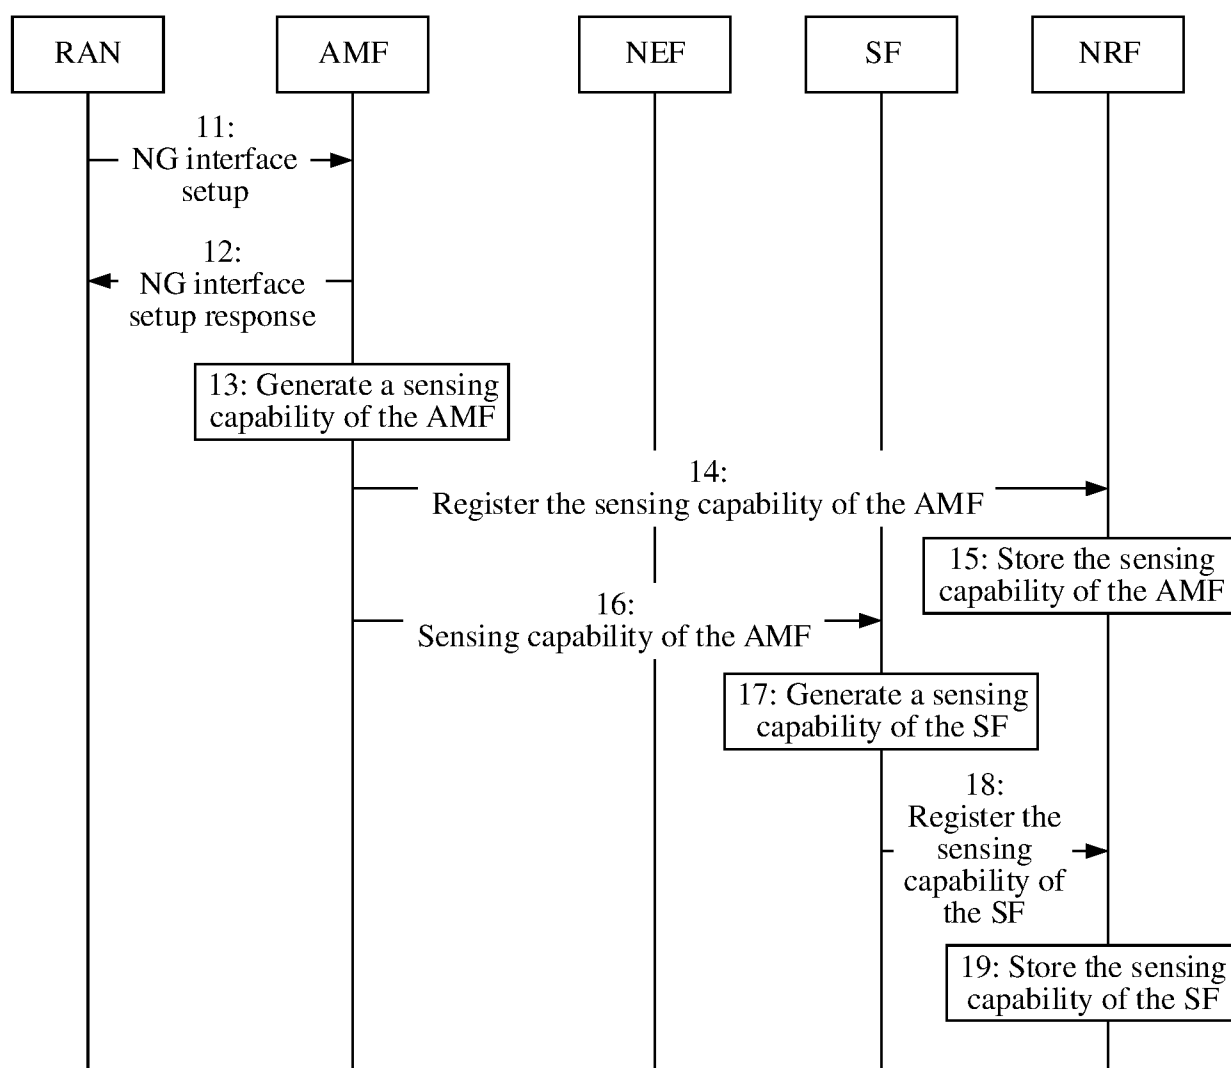 RAN
AMF
NEF
SF
NRF
11:
NG interface
setup
12:
NG interface
setup response
13: Generate a sensing
capability of the AMF
14:
Register the sensing capability of the AMF
15: Store the sensing
capability of the AMF
16:
Sensing capability of the AMF
17: Generate a sensing
capability of the SF
18:
Register the
sensing
capability of
the SF
19: Store the sensing
capability of the SF